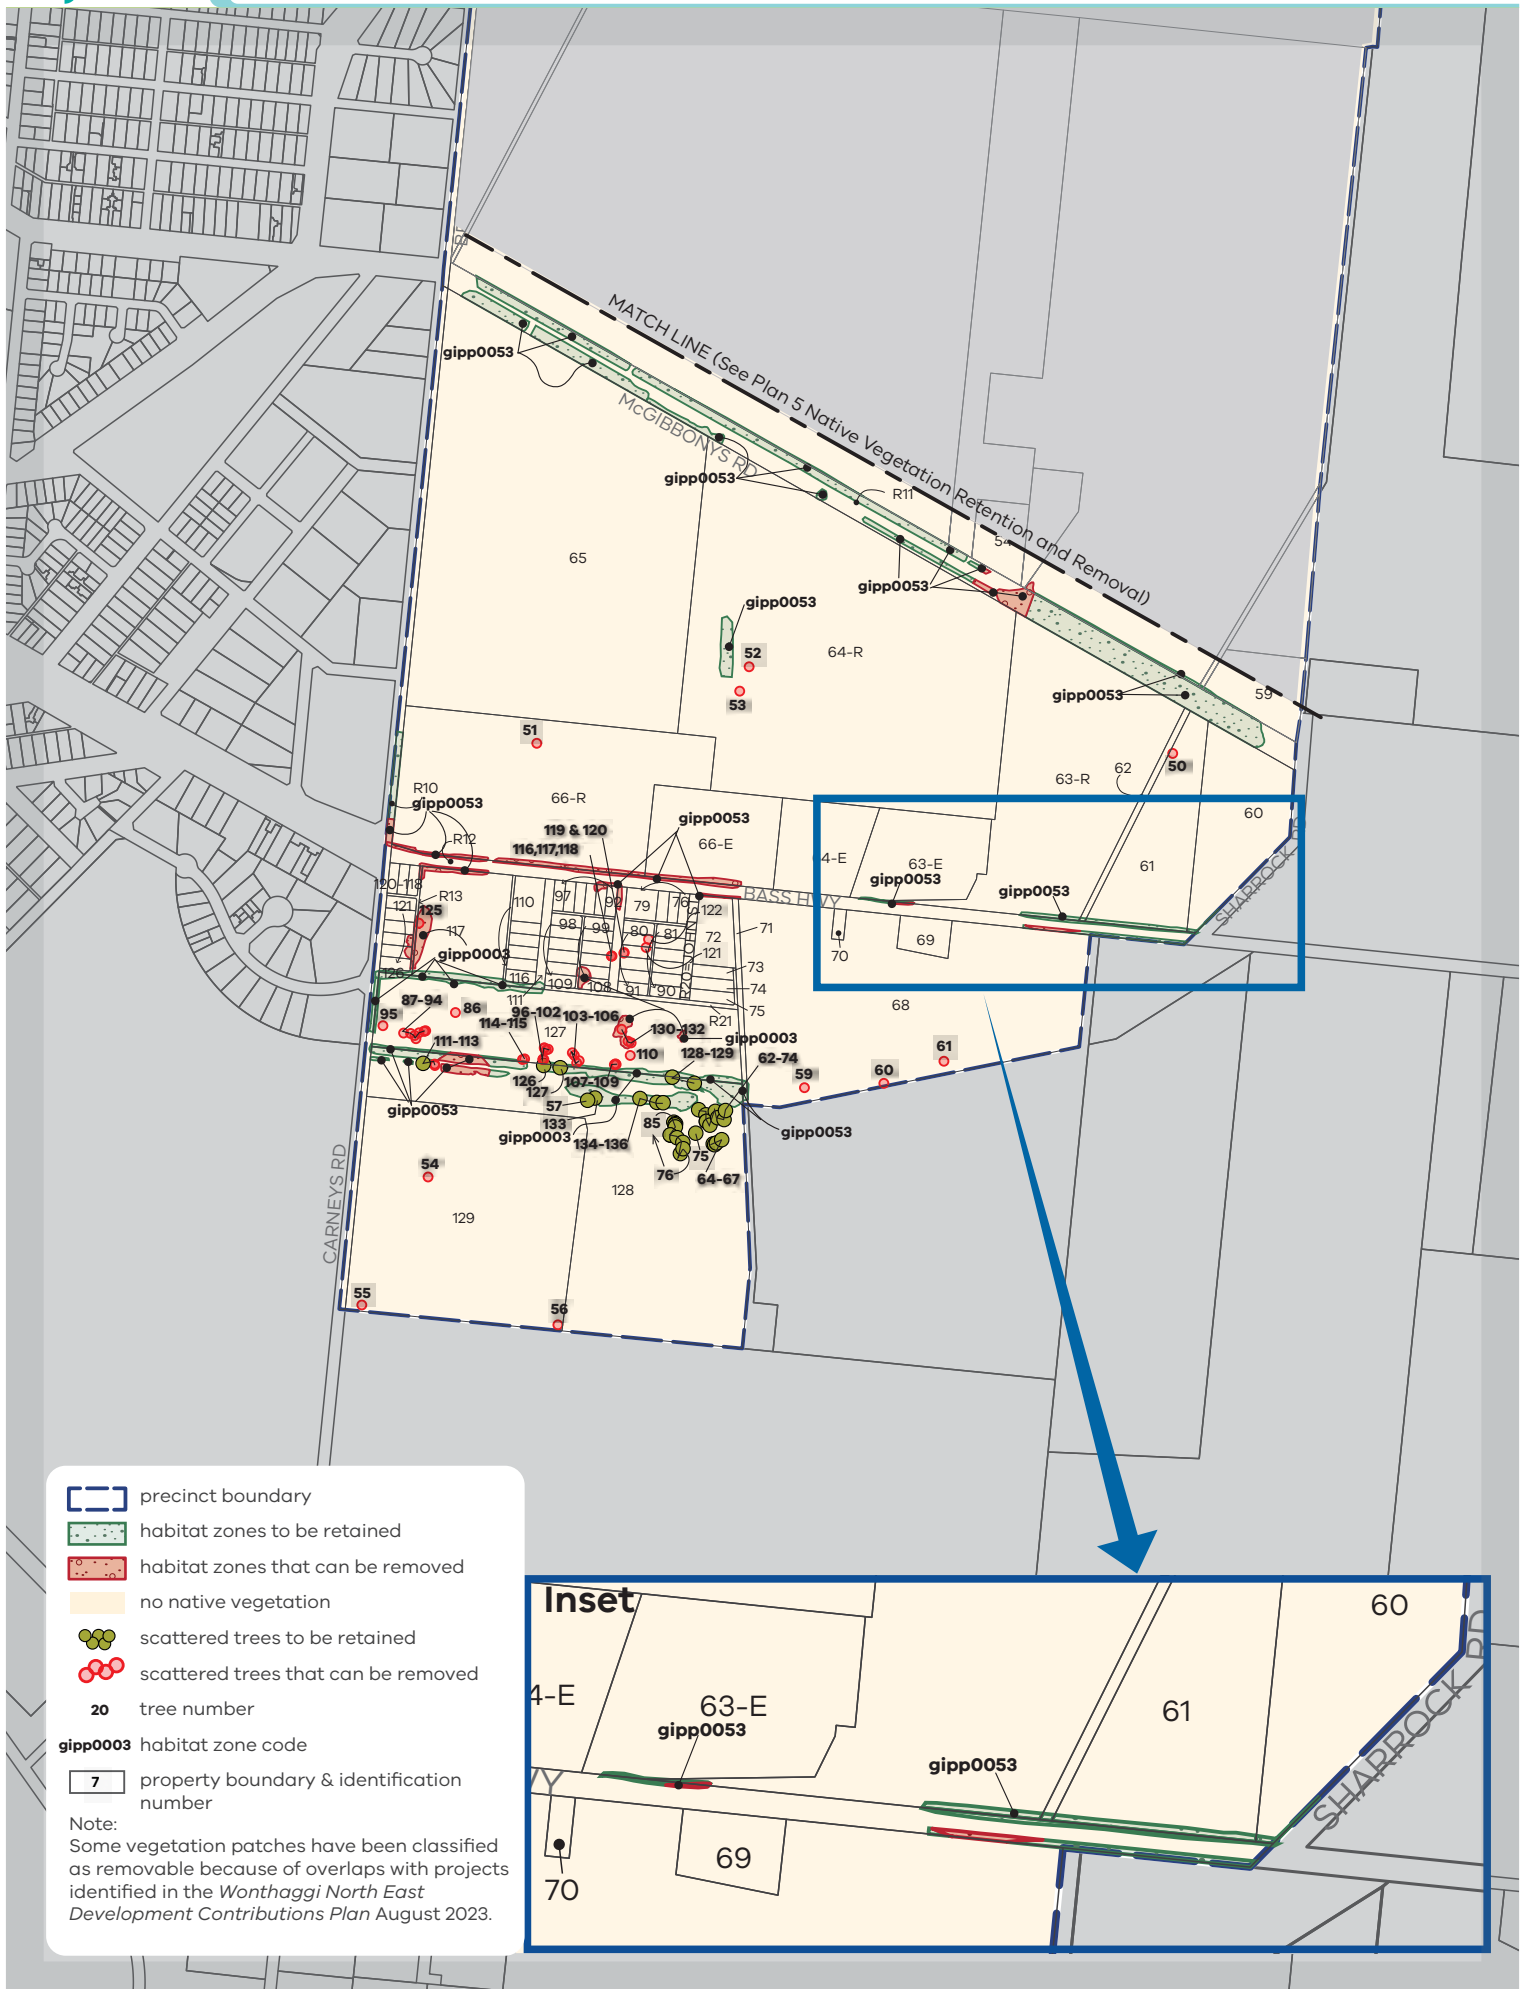 MATCH LINE (See Plan 5 Native Vegetation Retention and Removal)
gipp0053
McGIBBONYS RD
gipp0053
R11
54
65
gipp0053
gipp0053
52
64-R
53
gipp0053
59
51
50
62
63-R
R10
gipp0053
66-R
60
gipp0053
119 & 120
R12
116,117,118
66-E
64-E
63-E
61
gipp0053
gipp0053
120-118
R13
110
97
92
79
76
122
BASS HWY
SHARROCK RD
121
125
117
98
99
80
81
72
71
69
70
gipp0003
121
126
116
109
108
91
90
73
74
75
111
R21
68
87-94
86
95
96-102
103-106
114-115
127
130-132
gipp0003
111-113
110
128-129
62-74
61
60
59
126
127
107-109
57
gipp0053
133
gipp0003
134-136
85
75
76
64-67
gipp0053
54
128
129
CARNEYS RD
55
56
precinct boundary
habitat zones to be retained
habitat zones that can be removed
no native vegetation
scattered trees to be retained
scattered trees that can be removed
20 tree number
gipp0003 habitat zone code
7 property boundary & identification
number
Note:
Some vegetation patches have been classified
as removable because of overlaps with projects
identified in the Wonthaggi North East
Development Contributions Plan August 2023.
Inset
60
4-E
63-E
gipp0053
61
gipp0053
SHARROCK RD
WY
69
70